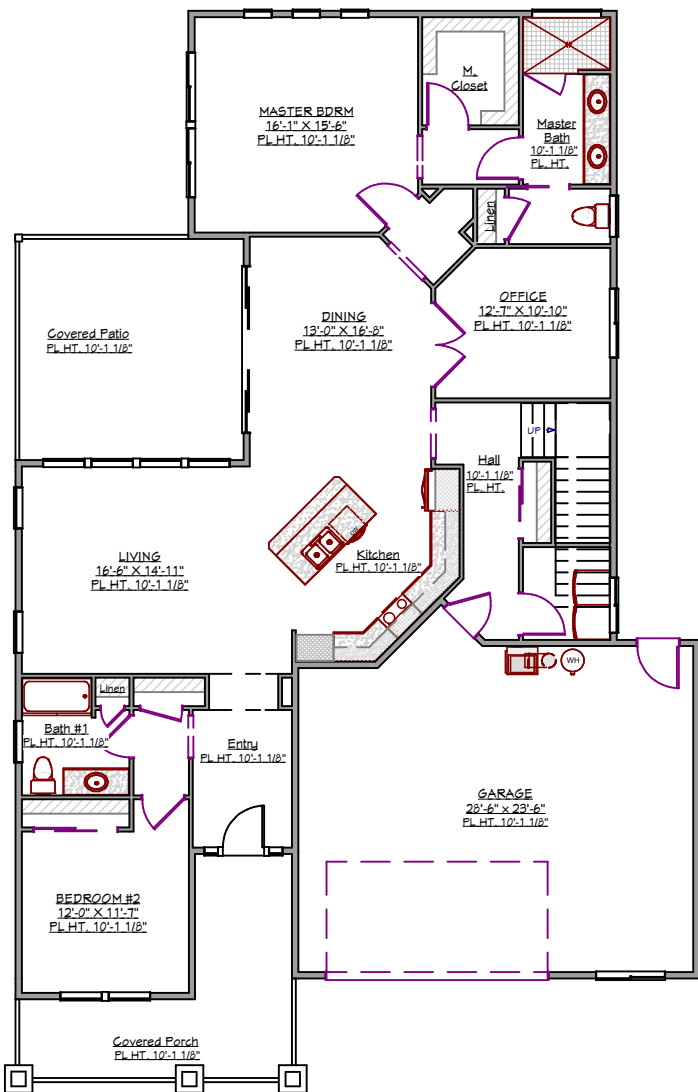 M.
Closet
MASTER BDRM
16'-1" X 15'-6"
PL HT. 10'-1 1/8"
Master
Bath
10'-1 1/8"
PL. HT.
Linen
OFFICE
12'-7" X 10'-10"
PL HT. 10'-1 1/8"
DINING
13'-0" X 16'-8"
PL HT. 10'-1 1/8"
Covered Patio
PL HT. 10'-1 1/8"
UP
Hall
10'-1 1/8"
PL. HT.
LIVING
16'-6" X 14'-11"
PL HT. 10'-1 1/8"
Kitchen
PL HT. 10'-1 1/8"
WH
Linen
Bath #1
PL HT. 10'-1 1/8"
Entry
PL HT. 10'-1 1/8"
GARAGE
28'-6" x 23'-6"
PL HT. 10'-1 1/8"
BEDROOM #2
12'-0" X 11'-7"
PL HT. 10'-1 1/8"
Covered Porch
PL HT. 10'-1 1/8"